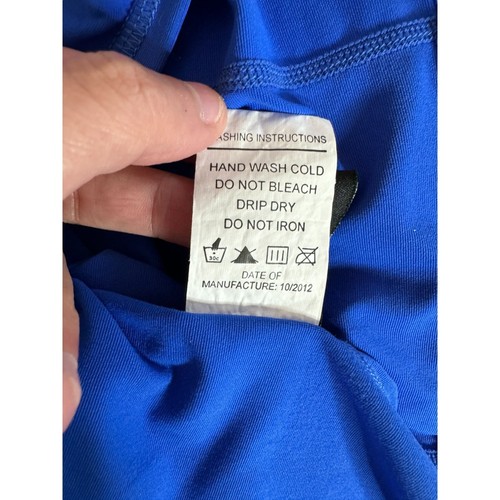 ASHING INSTRUCTIONS
HAND WASH COLD
DO NOT BLEACH
DRIP DRY
DO NOT IRON
30c
DATE OF
MANUFACTURE: 10/2012